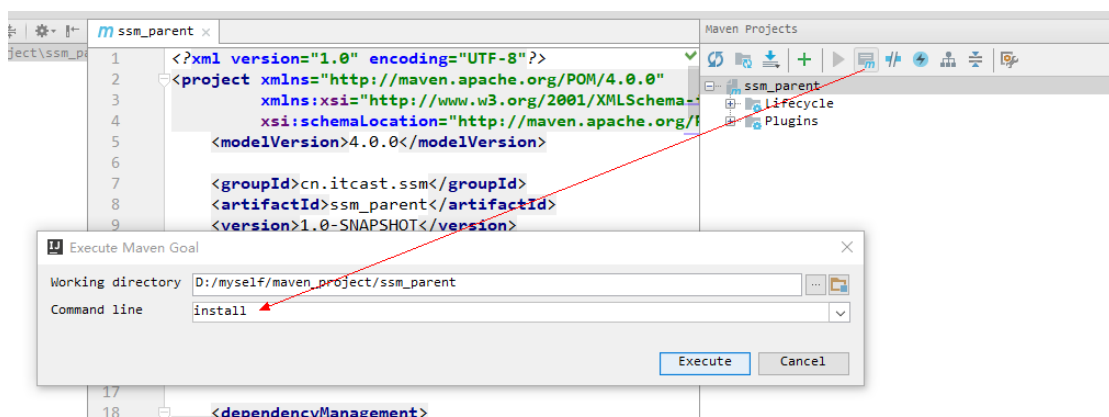 ssm_parent
Maven Projects
ject\ssm_pa
1 <?xml version="1.0" encoding="UTF-8"?>
2 <project xmlns="http://maven.apache.org/POM/4.0.0"
3 xmlns:xsi="http://www.w3.org/2001/XMLSchema-
4 xsi:schemaLocation="http://maven.apache.org/
5 <modelVersion>4.0.0</modelVersion>
6
7 <groupId>cn.itcast.ssm</groupId>
8 <artifactId>ssm_parent</artifactId>
9 <version>1.0-SNAPSHOT</version>
ssm_parent
Lifecycle
Plugins
Execute Maven Goal
Working directory D:/myself/maven_project/ssm_parent
Command line install
Execute Cancel
17
18 <dependencyManagement>